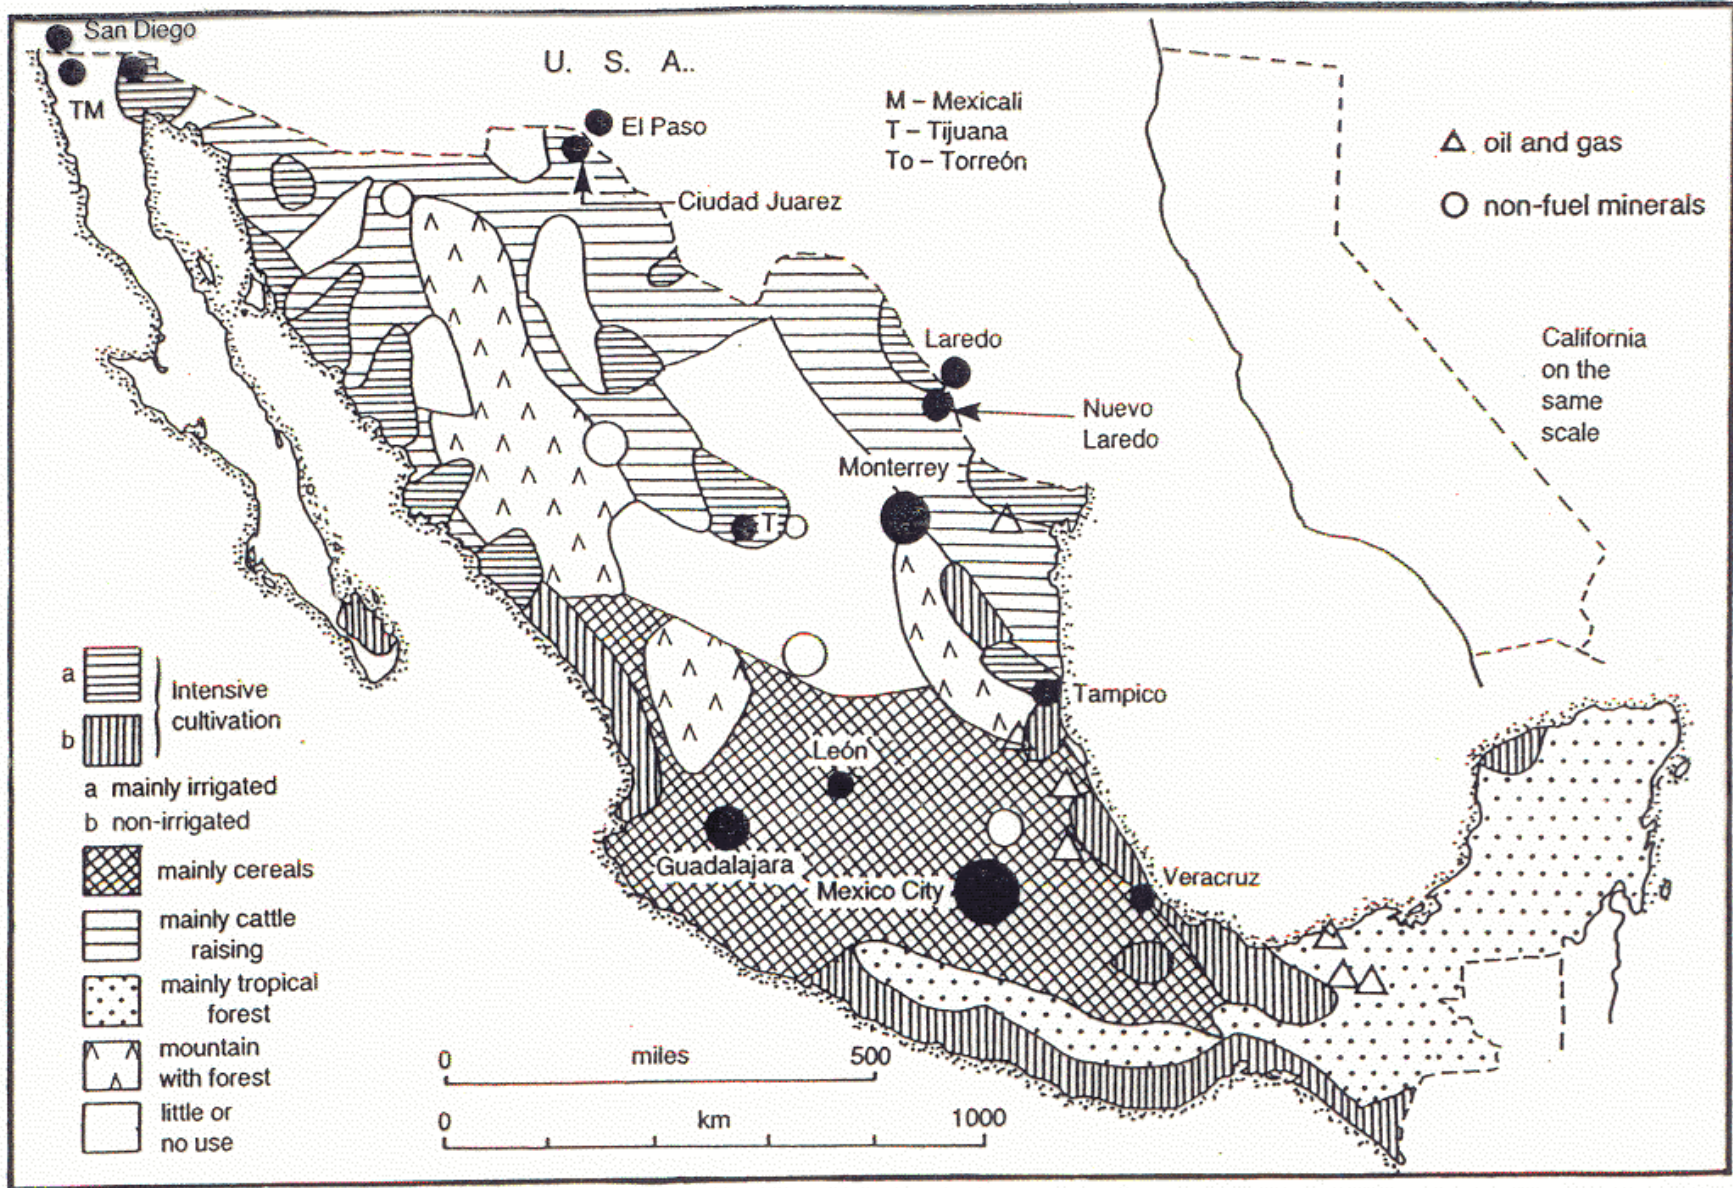 San Diego
U. S. A..
TM
El Paso
Ciudad Juarez
M – Mexicali
T – Tijuana
To – Torreón
oil and gas
non-fuel minerals
California
on the
same
scale
Laredo
Nuevo
Laredo
Monterrey
T
Tampico
León
Guadalajara
Mexico City
Veracruz
a
b
Intensive
cultivation
a mainly irrigated
b non-irrigated
mainly cereals
mainly cattle
raising
mainly tropical
forest
mountain
with forest
little or
no use
0 miles 500
0 km 1000